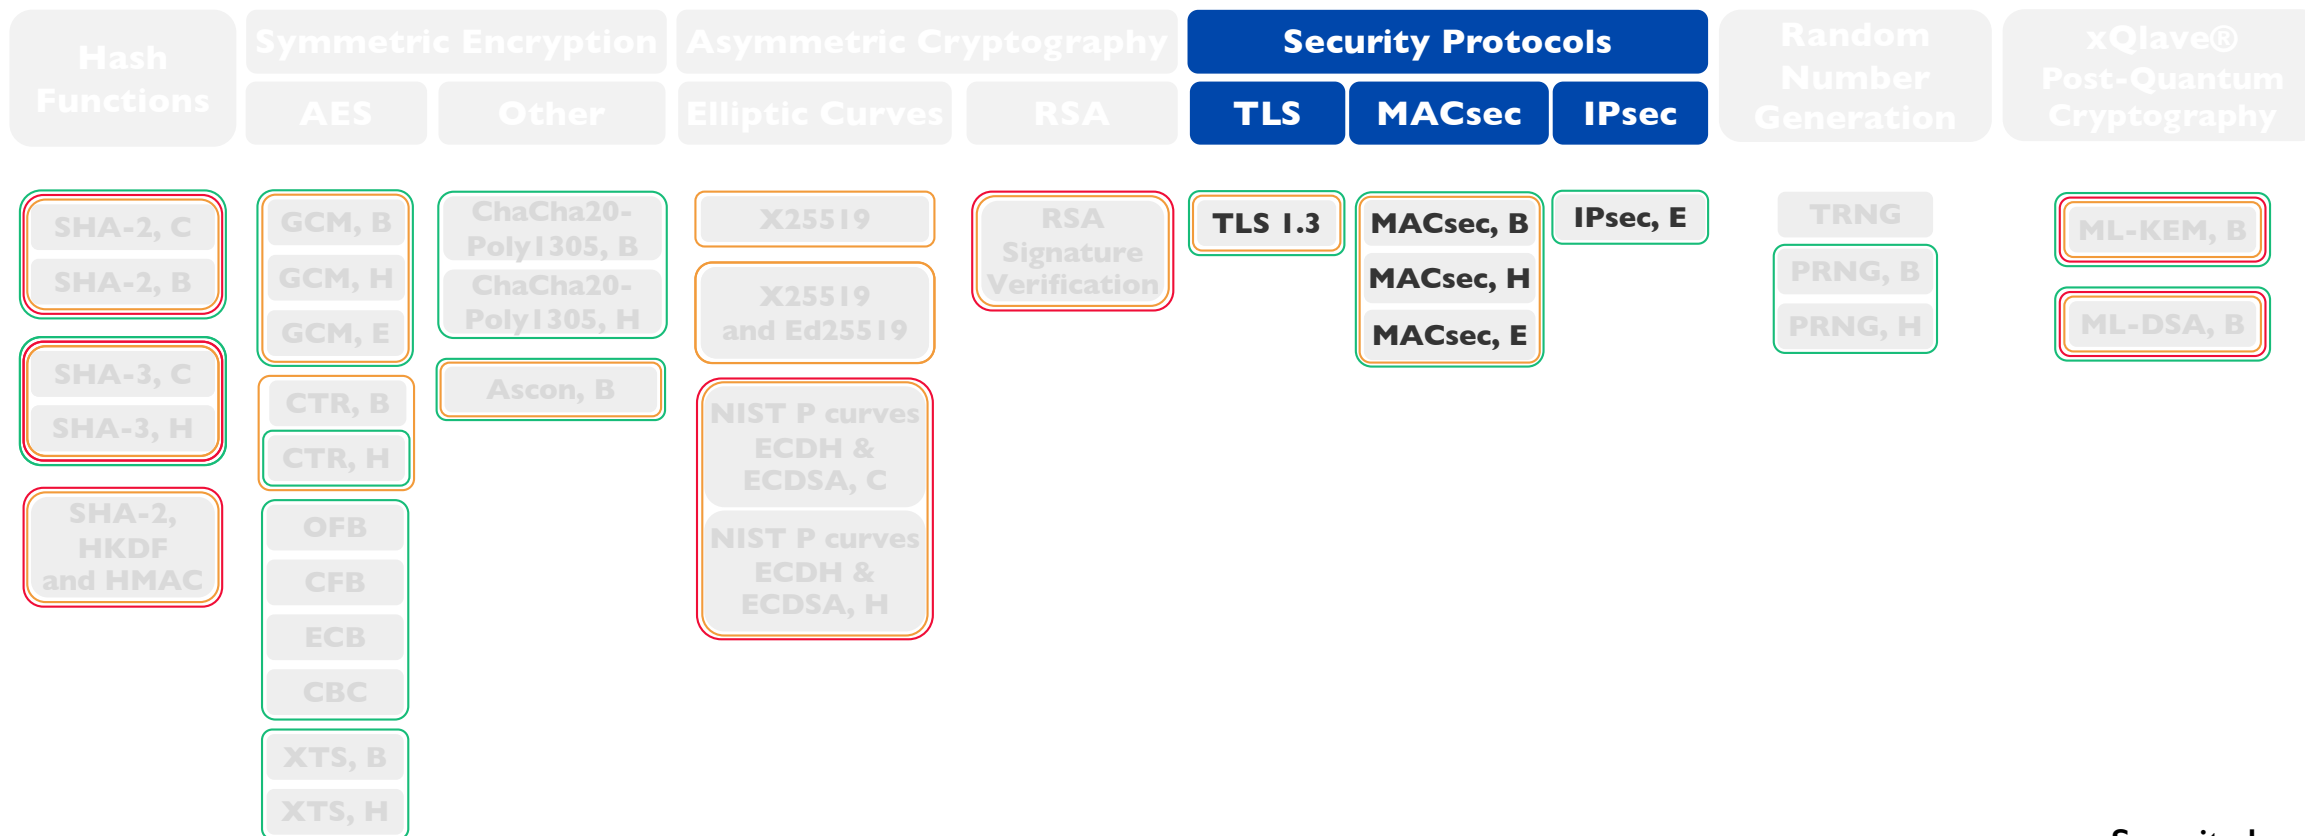 Hash
Functions
Symmetric Encryption
AES
Other
Asymmetric Cryptography
Elliptic Curves
RSA
Security Protocols
TLS
MACsec
IPsec
Random
Number
Generation
xQlave®
Post-Quantum
Cryptography
SHA-2, C
SHA-2, B
SHA-3, C
SHA-3, H
SHA-2,
HKDF
and HMAC
GCM, B
GCM, H
GCM, E
CTR, B
CTR, H
OFB
CFB
ECB
CBC
XTS, B
XTS, H
ChaCha20-
Poly1305, B
ChaCha20-
Poly1305, H
Ascon, B
X25519
X25519
and Ed25519
NIST P curves
ECDH &
ECDSA, C
NIST P curves
ECDH &
ECDSA, H
RSA
Signature
Verification
TLS 1.3
MACsec, B
MACsec, H
MACsec, E
IPsec, E
TRNG
PRNG, B
PRNG, H
ML-KEM, B
ML-DSA, B